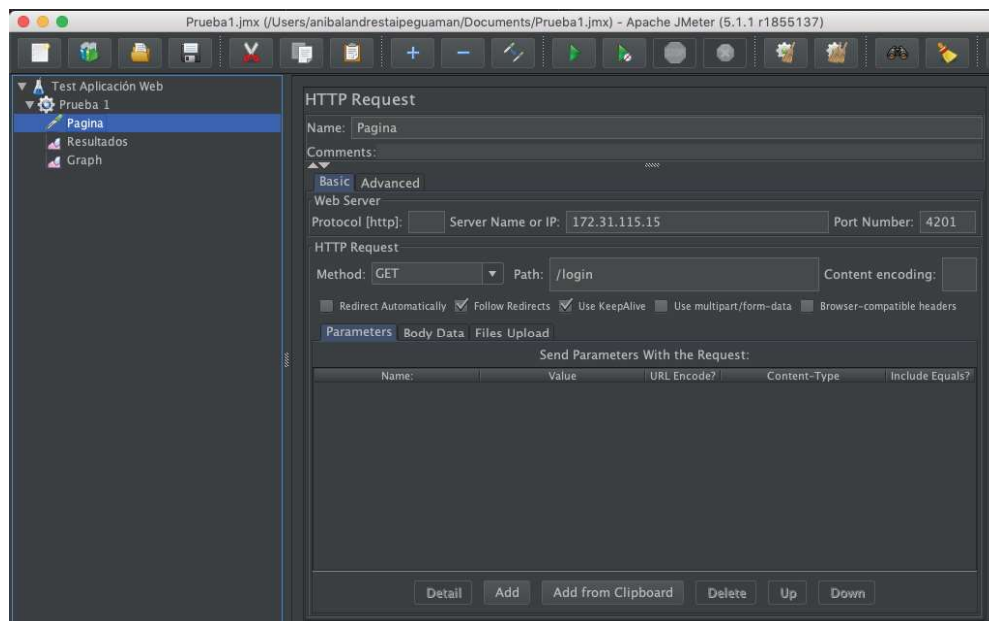 Prueba1.jmx (/Users/anibalandrestaipeguaman/Documents/Prueba1.jmx) - Apache JMeter (5.1.1 r1855137)
Test Aplicación Web
Prueba 1
Pagina
Resultados
Graph
HTTP Request
Name: Pagina
Comments:
Basic Advanced
Web Server
Protocol [http]: Server Name or IP: 172.31.115.15 Port Number: 4201
HTTP Request
Method: GET Path: /login Content encoding:
Redirect Automatically Follow Redirects Use KeepAlive Use multipart/form-data Browser-compatible headers
Parameters Body Data Files Upload
Send Parameters With the Request:
Name: Value URL Encode? Content-Type Include Equals?
Detail Add Add from Clipboard Delete Up Down